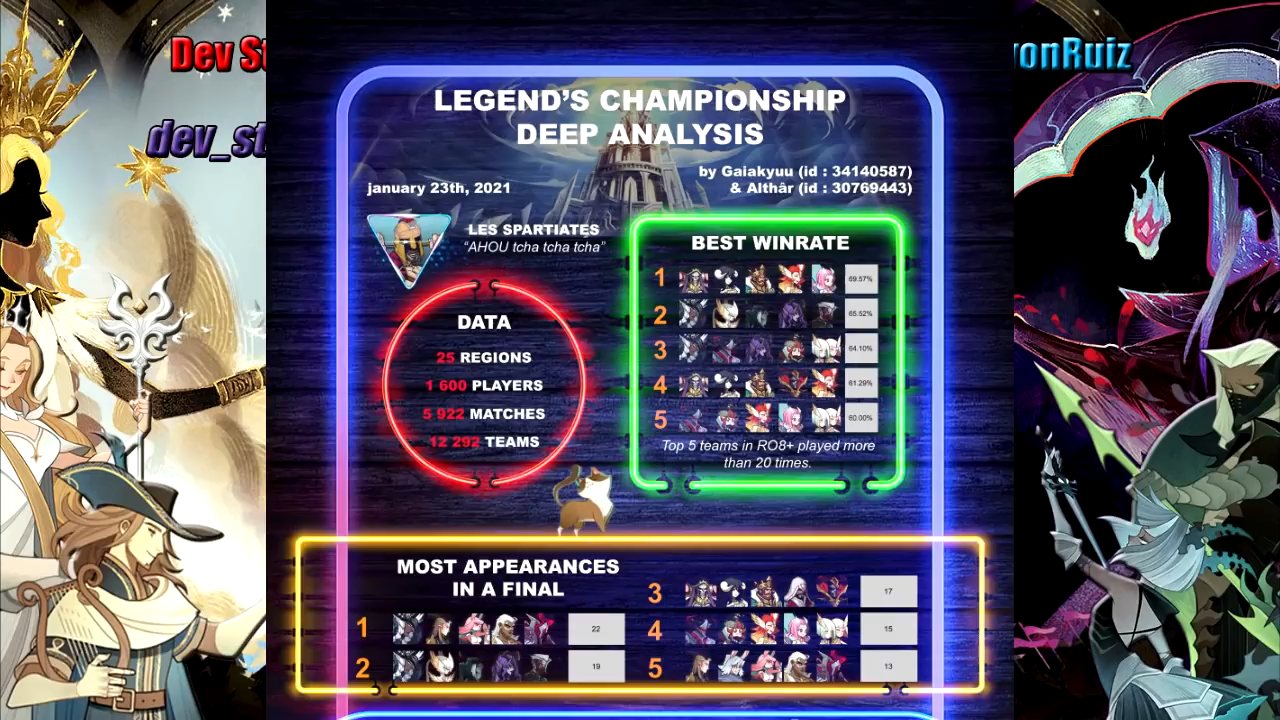 Dev St
dev_st
vonRuiz
LEGEND'S CHAMPIONSHIP
DEEP ANALYSIS
by Gaiakyuu (id : 34140587)
& Althâr (id : 30769443)
january 23th, 2021
LES SPARTIATES
“AHOU tcha tcha tcha”
DATA
25 REGIONS
1 600 PLAYERS
5 922 MATCHES
12 292 TEAMS
BEST WINRATE
1 69.57%
2 65.52%
3 64.10%
4 61.29%
5 60.00%
Top 5 teams in RO8+ played more
than 20 times.
MOST APPEARANCES
IN A FINAL
1 22
2 19
3 17
4 15
5 13